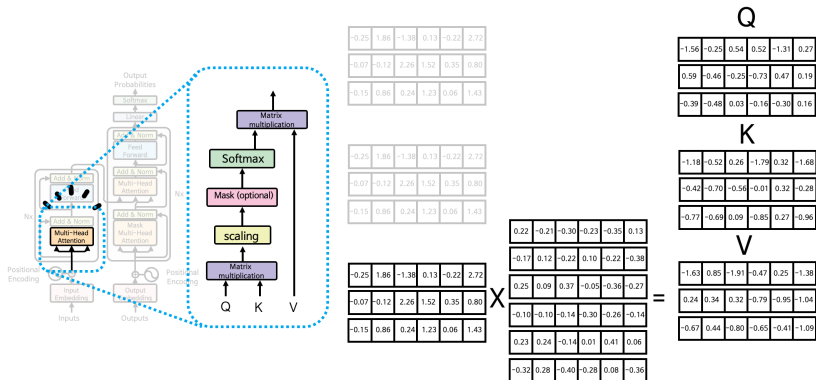 Output
Probabilities
Softmax
Linear
Add & Norm
Feed
Forward
Add & Norm
Add & Norm
Multi-Head
Attention
Nx
Nx
Add & Norm
Add & Norm
Multi-Head
Attention
Mask
Multi-Head
Attention
Positional
Encoding
Positional
Encoding
Input
Embedding
Output
Embedding
Inputs
Outputs
Matrix
multiplication
Softmax
Mask (optional)
scaling
Matrix
multiplication
Q K V
-0.25 1.86 -1.38 0.13 -0.22 2.72
-0.07 -0.12 2.26 1.52 0.35 0.80
-0.15 0.86 0.24 1.23 0.06 1.43
-0.25 1.86 -1.38 0.13 -0.22 2.72
-0.07 -0.12 2.26 1.52 0.35 0.80
-0.15 0.86 0.24 1.23 0.06 1.43
-0.25 1.86 -1.38 0.13 -0.22 2.72
-0.07 -0.12 2.26 1.52 0.35 0.80
-0.15 0.86 0.24 1.23 0.06 1.43
X
0.22 -0.21 -0.30 -0.23 -0.35 0.13
-0.17 0.12 -0.22 0.10 -0.22 -0.38
0.25 0.09 0.37 -0.05 -0.36 -0.27
-0.10 -0.10 -0.14 -0.30 -0.26 -0.14
0.23 0.24 -0.14 0.01 0.41 0.06
-0.32 0.28 -0.40 -0.28 0.08 -0.36
=
Q
-1.56 -0.25 0.54 0.52 -1.31 0.27
0.59 -0.46 -0.25 -0.73 0.47 0.19
-0.39 -0.48 0.03 -0.16 -0.30 0.16
K
-1.18 -0.52 0.26 -1.79 0.32 -1.68
-0.42 -0.70 -0.56 -0.01 0.32 -0.28
-0.77 -0.69 0.09 -0.85 0.27 -0.96
V
-1.63 0.85 -1.91 -0.47 0.25 -1.38
0.24 0.34 0.32 -0.79 -0.95 -1.04
-0.67 0.44 -0.80 -0.65 -0.41 -1.09